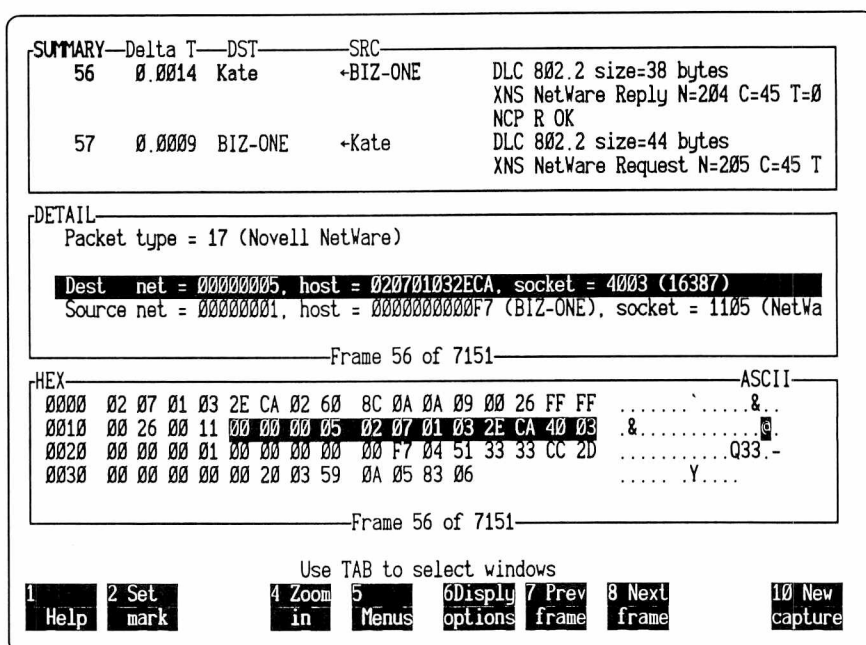 SUMMARY—Delta T—DST—SRC
56 0.0014 Kate ←BIZ-ONE DLC 802.2 size=38 bytes
XNS NetWare Reply N=204 C=45 T=0
NCP R OK
57 0.0009 BIZ-ONE ←Kate DLC 802.2 size=44 bytes
XNS NetWare Request N=205 C=45 T
DETAIL
Packet type = 17 (Novell NetWare)
Dest net = 00000005, host = 020701032ECA, socket = 4003 (16387)
Source net = 00000001, host = 0000000000F7 (BIZ-ONE), socket = 1105 (NetWa
Frame 56 of 7151
HEX ASCII
0000 02 07 01 03 2E CA 02 60 8C 0A 0A 09 00 26 FF FF .......`.....&..
0010 00 26 00 11 00 00 00 05 02 07 01 03 2E CA 40 03 .&............@.
0020 00 00 00 01 00 00 00 00 00 F7 04 51 33 33 CC 2D ...........Q33.-
0030 00 00 00 00 00 20 03 59 0A 05 83 06 ..... .Y....
Frame 56 of 7151
Use TAB to select windows
1 Help
2 Set mark
4 Zoom in
5 Menus
6Disply options
7 Prev frame
8 Next frame
10 New capture